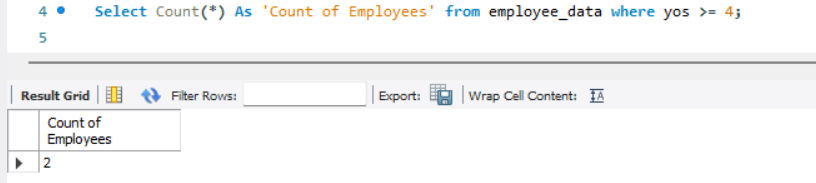 4 Select Count(*) As 'Count of Employees' from employee_data where yos >= 4;
5
Result Grid Filter Rows: Export: Wrap Cell Content: IA
Count of
Employees
2